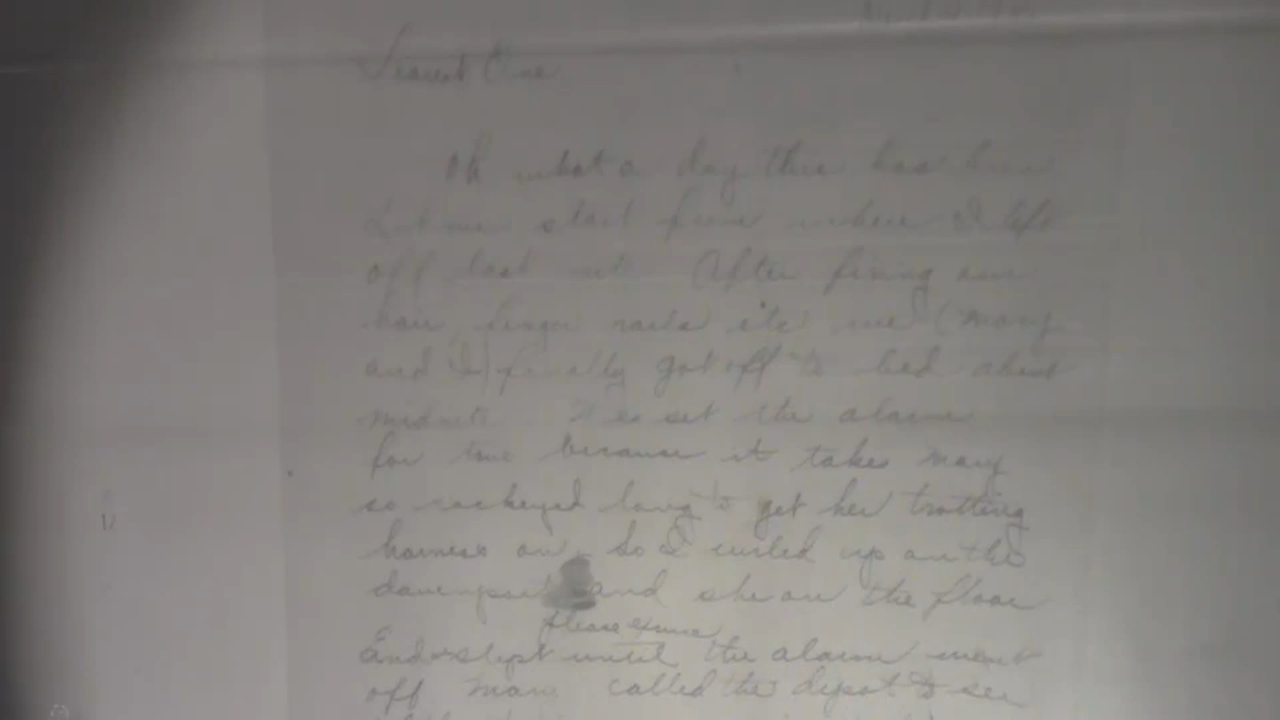 Dearest One
Oh what a day this has been
Let me start from where I left
off last nite. After fixing our
hair, finger nails etc we (Mary
and I) finally got off to bed about
midnite. We set the alarm
for two because it takes Mary
so cockeyed long to get her trotting
harness on. So I curled up on the
davenport and she on the floor
please excuse
And slept until the alarm went
off Mary called the depot to see
12